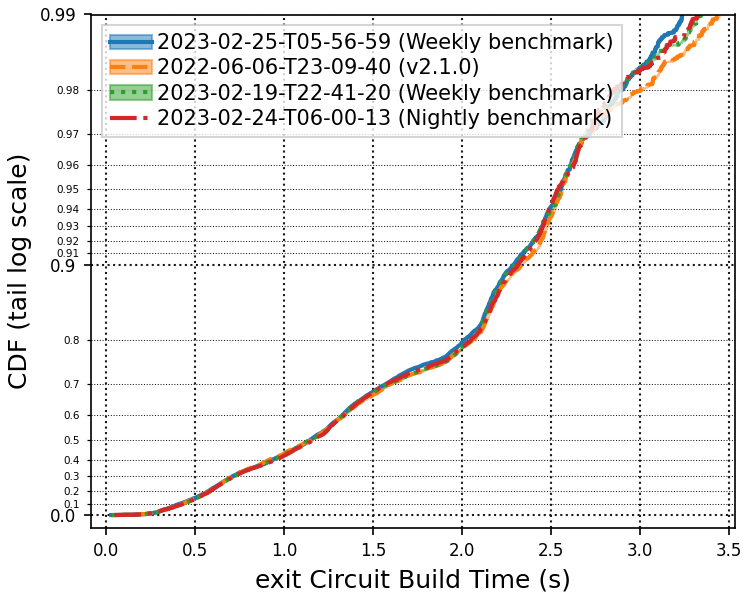 0.99
2023-02-25-T05-56-59 (Weekly benchmark)
2022-06-06-T23-09-40 (v2.1.0)
2023-02-19-T22-41-20 (Weekly benchmark)
2023-02-24-T06-00-13 (Nightly benchmark)
0.98
0.97
0.96
0.95
0.94
0.93
0.92
0.91
0.9
0.8
0.7
0.6
0.5
0.4
0.3
0.2
0.1
0.0
CDF (tail log scale)
0.0 0.5 1.0 1.5 2.0 2.5 3.0 3.5
exit Circuit Build Time (s)